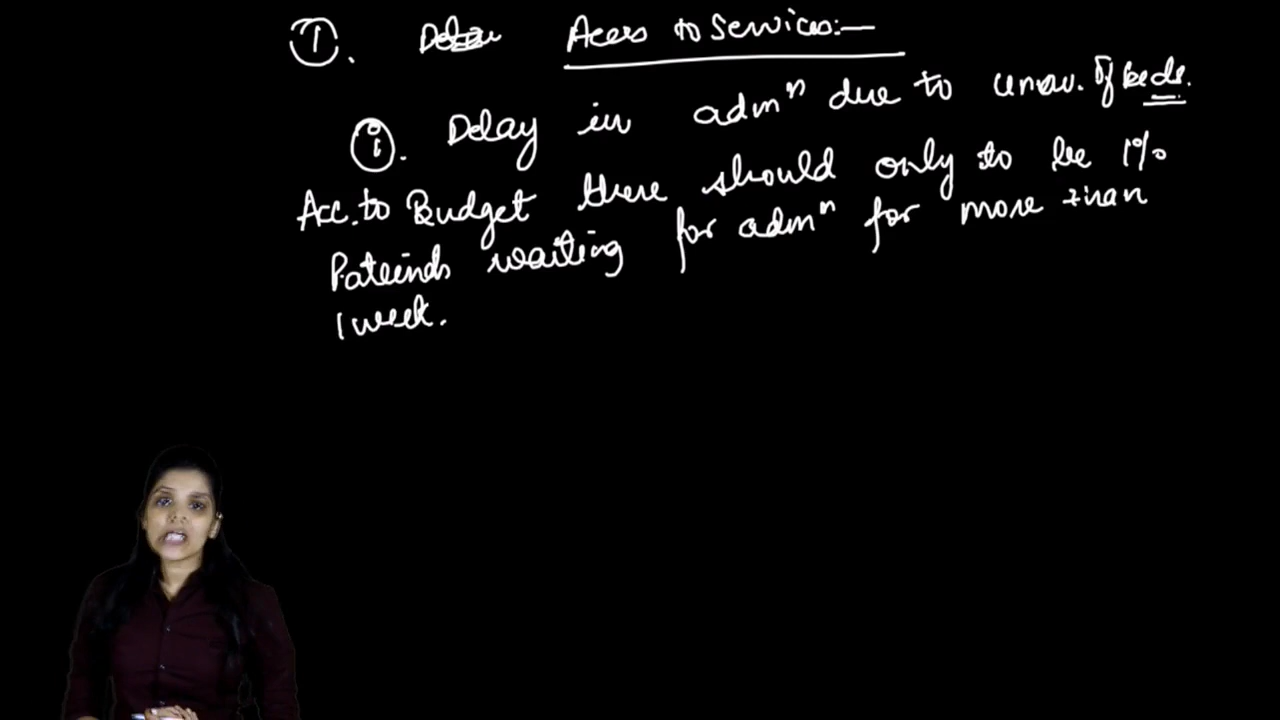 1. Acess to Services:—
i. Delay in admⁿ due to unav. of beds.
Acc. to Budget there should only to be 1%
Pateinds waiting for admⁿ for more than
1 week.